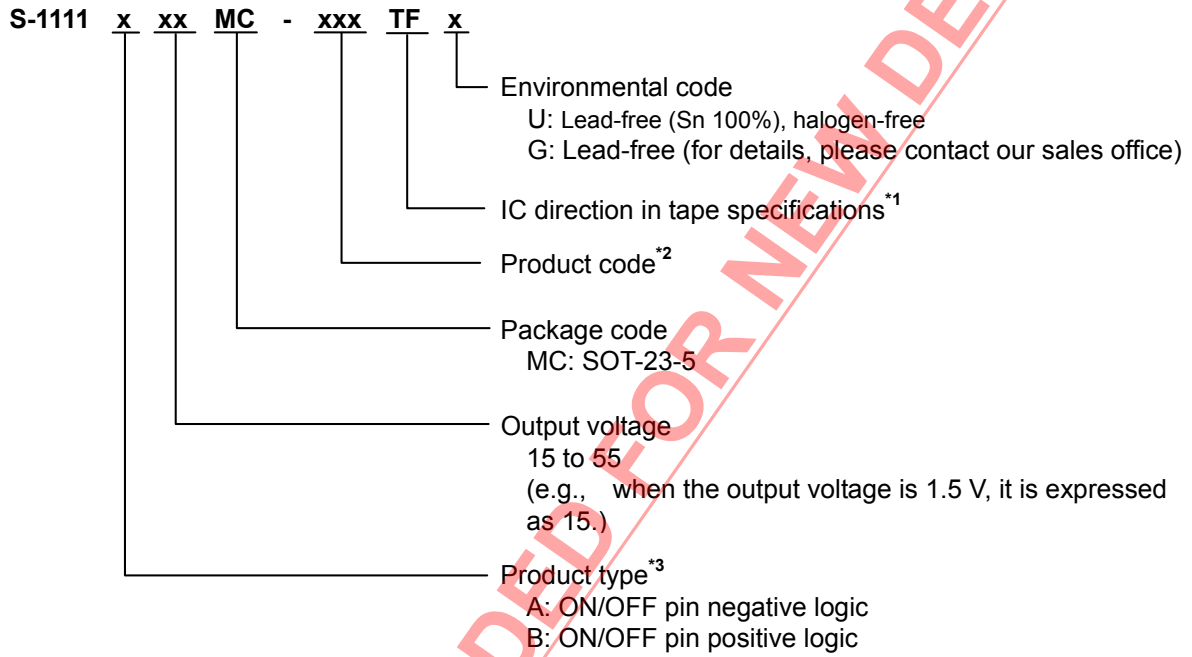 S-1111 x xx MC - xxx TF x
Environmental code
U: Lead-free (Sn 100%), halogen-free
G: Lead-free (for details, please contact our sales office)
IC direction in tape specifications*1
Product code*2
Package code
MC: SOT-23-5
Output voltage
15 to 55
(e.g., when the output voltage is 1.5 V, it is expressed
as 15.)
Product type*3
A: ON/OFF pin negative logic
B: ON/OFF pin positive logic
FOR NEW